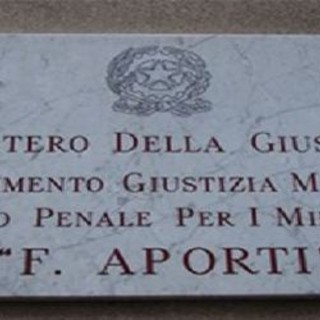 TERO DELLA GIUS
MENTO GIUSTIZIA M
O PENALE PER I MI
"F. APORTI"